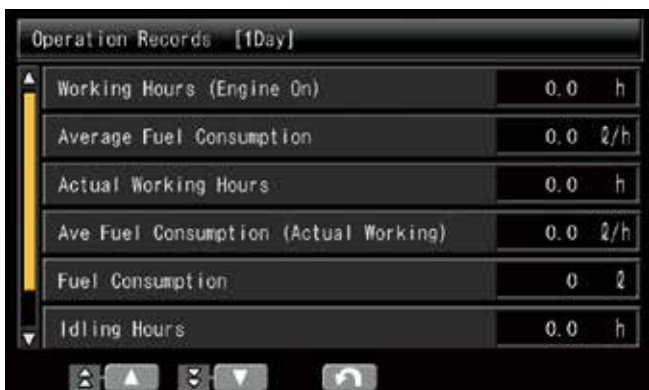 Operation Records [1Day]
Working Hours (Engine On) 0.0 h
Average Fuel Consumption 0.0 ℓ/h
Actual Working Hours 0.0 h
Ave Fuel Consumption (Actual Working) 0.0 ℓ/h
Fuel Consumption 0 ℓ
Idling Hours 0.0 h